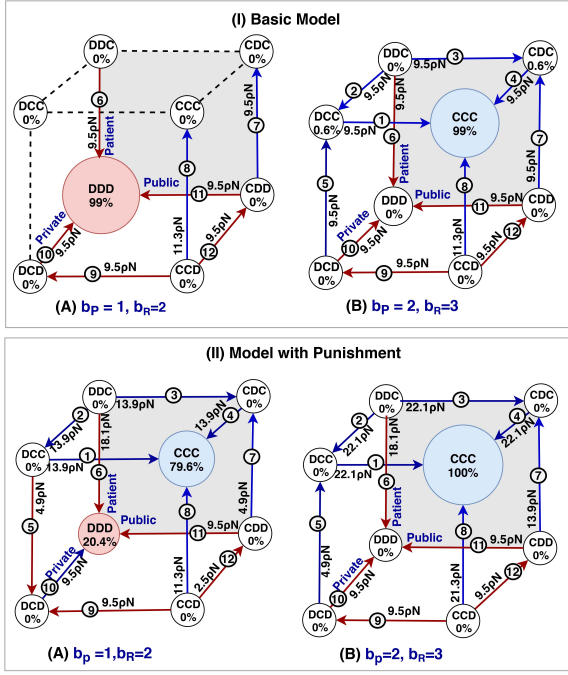 (I) Basic Model
DDC
0%
CDC
0%
DCC
0%
CCC
0%
6
9.5ρN
Patient
7
9.5ρN
8
DDD
99%
Public
11
9.5ρN
CDD
0%
Private
10
9.5ρN
11.3ρN
9.5ρN
12
DCD
0%
9
9.5ρN
CCD
0%
(A) bP = 1, bR=2
DDC
0%
3
9.5ρN
CDC
0.6%
2
9.5ρN
9.5ρN
4
9.5ρN
DCC
0.6%
1
9.5ρN
CCC
99%
6
Patient
7
9.5ρN
5
9.5ρN
8
DDD
0%
Public
11
9.5ρN
CDD
0%
Private
10
9.5ρN
11.3ρN
9.5ρN
12
DCD
0%
9
9.5ρN
CCD
0%
(B) bP = 2, bR=3
(II) Model with Punishment
DDC
0%
13.9ρN
3
CDC
0%
2
13.9ρN
18.1ρN
13.9ρN
4
DCC
0%
1
13.9ρN
CCC
79.6%
6
Patient
7
4.9ρN
4.9ρN
5
8
DDD
20.4%
Public
11
9.5ρN
CDD
0%
Private
10
9.5ρN
11.3ρN
2.5ρN
12
DCD
0%
9
9.5ρN
CCD
0%
(A) bp =1,bR=2
DDC
0%
22.1ρN
3
CDC
0%
2
22.1ρN
18.1ρN
4
22.1ρN
DCC
0%
1
22.1ρN
CCC
100%
6
Patient
7
13.9ρN
5
4.9ρN
8
DDD
0%
Public
11
9.5ρN
CDD
0%
Private
10
9.5ρN
21.3ρN
9.5ρN
12
DCD
0%
9
9.5ρN
CCD
0%
(B) bp=2, bR=3